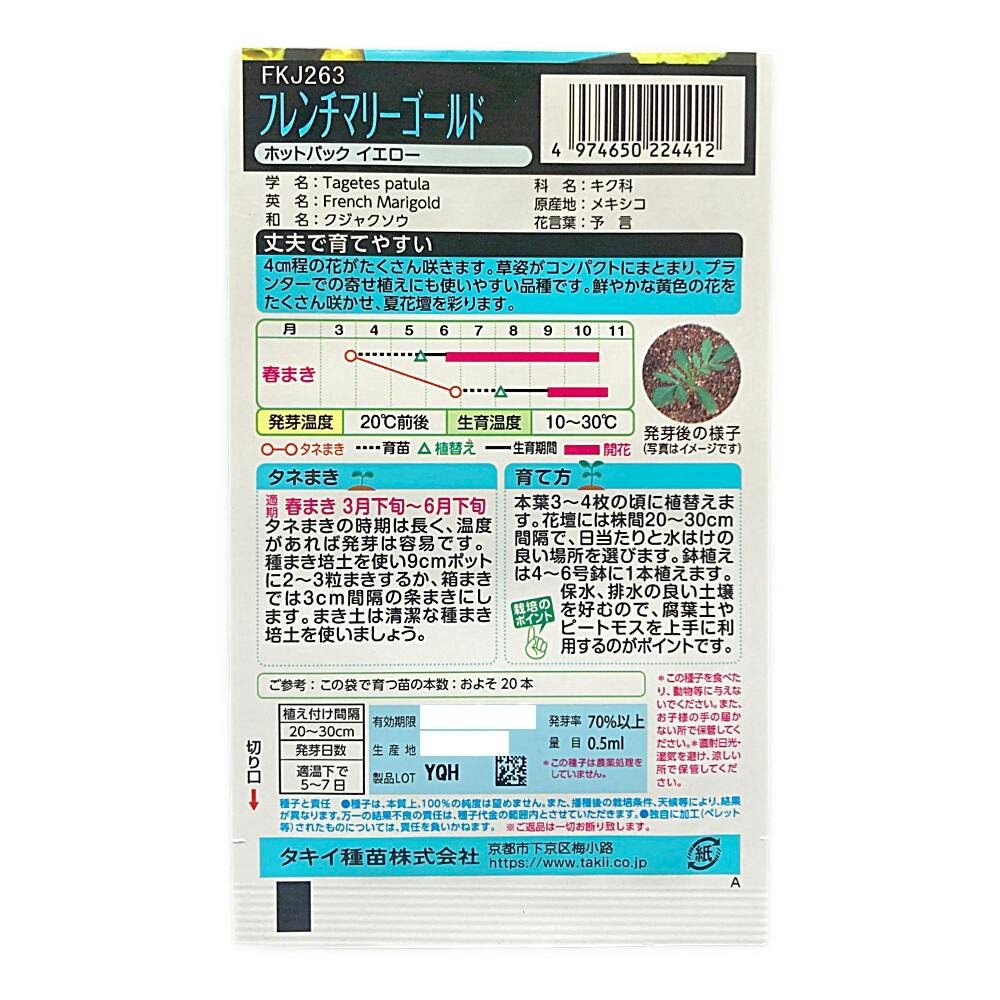 FKJ263
フレンチマリーゴールド
ホットパック イエロー
4 974650 224412
学 名：Tagetes patula
英 名：French Marigold
和 名：クジャクソウ
科 名：キク科
原産地：メキシコ
花言葉：予 言
丈夫で育てやすい
4㎝程の花がたくさん咲きます。草姿がコンパクトにまとまり、プラ
ンターでの寄せ植えにも使いやすい品種です。鮮やかな黄色の花を
たくさん咲かせ、夏花壇を彩ります。
月 3 4 5 6 7 8 9 10 11
春まき
発芽温度 20℃前後 生育温度 10〜30℃
タネまき 育苗 植替え 生育期間 開花
発芽後の様子
(写真はイメージです)
タネまき
適期 春まき 3月下旬〜6月下旬
タネまきの時期は長く、温度
があれば発芽は容易です。
種まき培土を使い9cmポット
に2〜3粒まきするか、箱まき
では3cm間隔の条まきにし
ます。まき土は清潔な種まき
培土を使いましょう。
育て方
本葉3〜4枚の頃に植替えま
す。花壇には株間20〜30cm
間隔で、日当たりと水はけの
良い場所を選びます。鉢植え
は4〜6号鉢に1本植えます。
栽培の
ポイント
保水、排水の良い土壌
を好むので、腐葉土や
ピートモスを上手に利
用するのがポイントです。
ご参考：この袋で育つ苗の本数：およそ20本
＊この種子を食べた
り、動物等に与えな
いでください。また、
お子様の手の届か
ない所で保管してく
ださい。＊直射日光・
湿気を避け、涼しい
所で保管してくださ
い。
切り口
植え付け間隔
20〜30cm
発芽日数
適温下で
5〜7日
有効期限
生産地
製品LOT YQH
発芽率 70%以上
量 目 0.5ml
＊この種子は農薬処理を
していません。
種子と責任 ●種子は、本質上、100%の純度は望めません。また、播種後の栽培条件、天候等により、結果
が異なります。万一の結果不良の責任は、種子代金の範囲内とさせていただきます。●独自に加工(ペレット
等)されたものについては、責任を負いかねます。 ※ご返品は一切お断り致します。
タキイ種苗株式会社 京都市下京区梅小路
https://www.takii.co.jp
紙
A